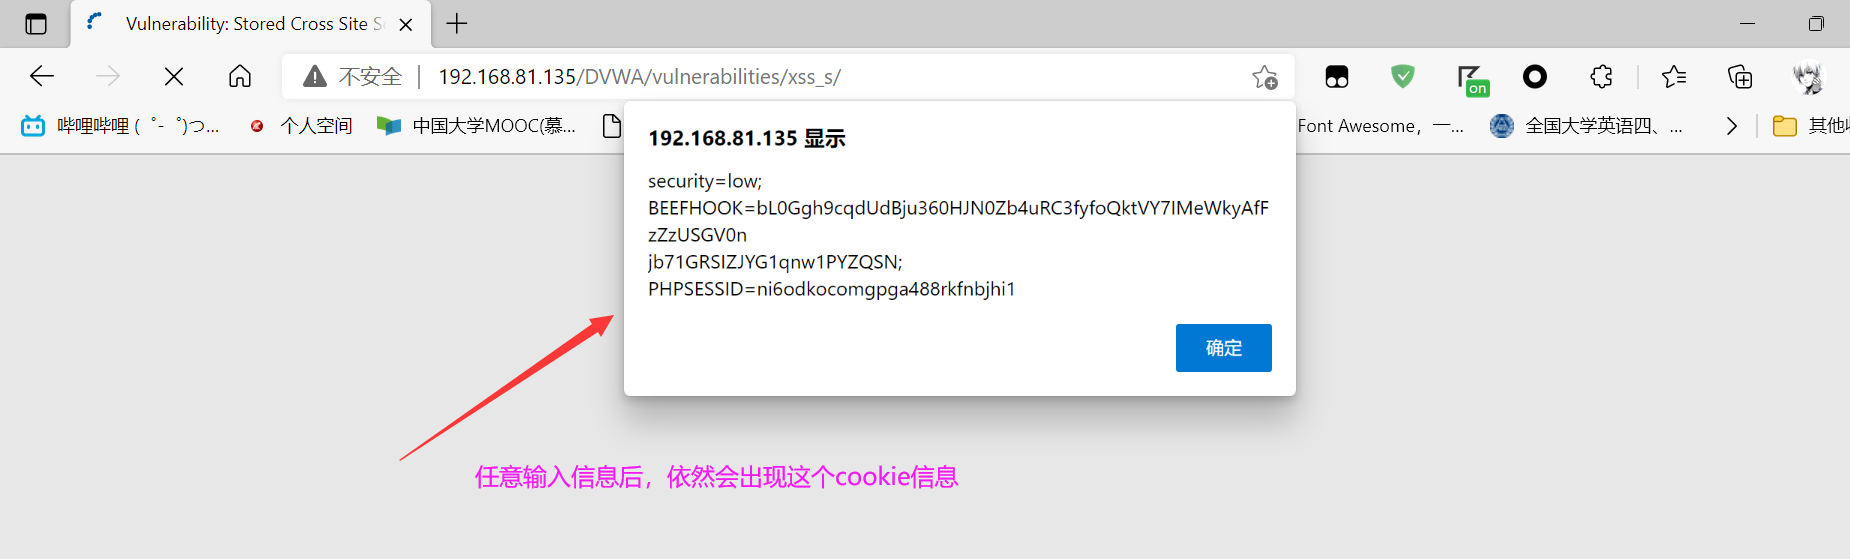 Vulnerability: Stored Cross Site S
不安全
192.168.81.135/DVWA/vulnerabilities/xss_s/
on
哔哩哔哩 (゜-゜)つ...
个人空间
中国大学MOOC(慕...
Font Awesome，一...
全国大学英语四、...
其他收
192.168.81.135 显示
security=low;
BEEFHOOK=bL0Ggh9cqdUdBju360HJN0Zb4uRC3fyfoQktVY7IMeWkyAfF
zZzUSGV0n
jb71GRSIZJYG1qnw1PYZQSN;
PHPSESSID=ni6odkocomgpga488rkfnbjhi1
确定
任意输入信息后，依然会出现这个cookie信息